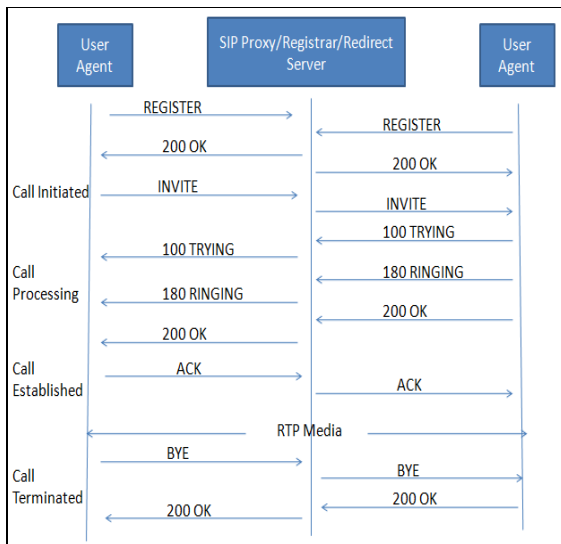 User
Agent
SIP Proxy/Registrar/Redirect
Server
User
Agent
REGISTER
REGISTER
200 OK
200 OK
Call Initiated
INVITE
INVITE
100 TRYING
100 TRYING
Call
Processing
180 RINGING
180 RINGING
200 OK
200 OK
Call
Established
ACK
ACK
RTP Media
BYE
Call
Terminated
BYE
200 OK
200 OK